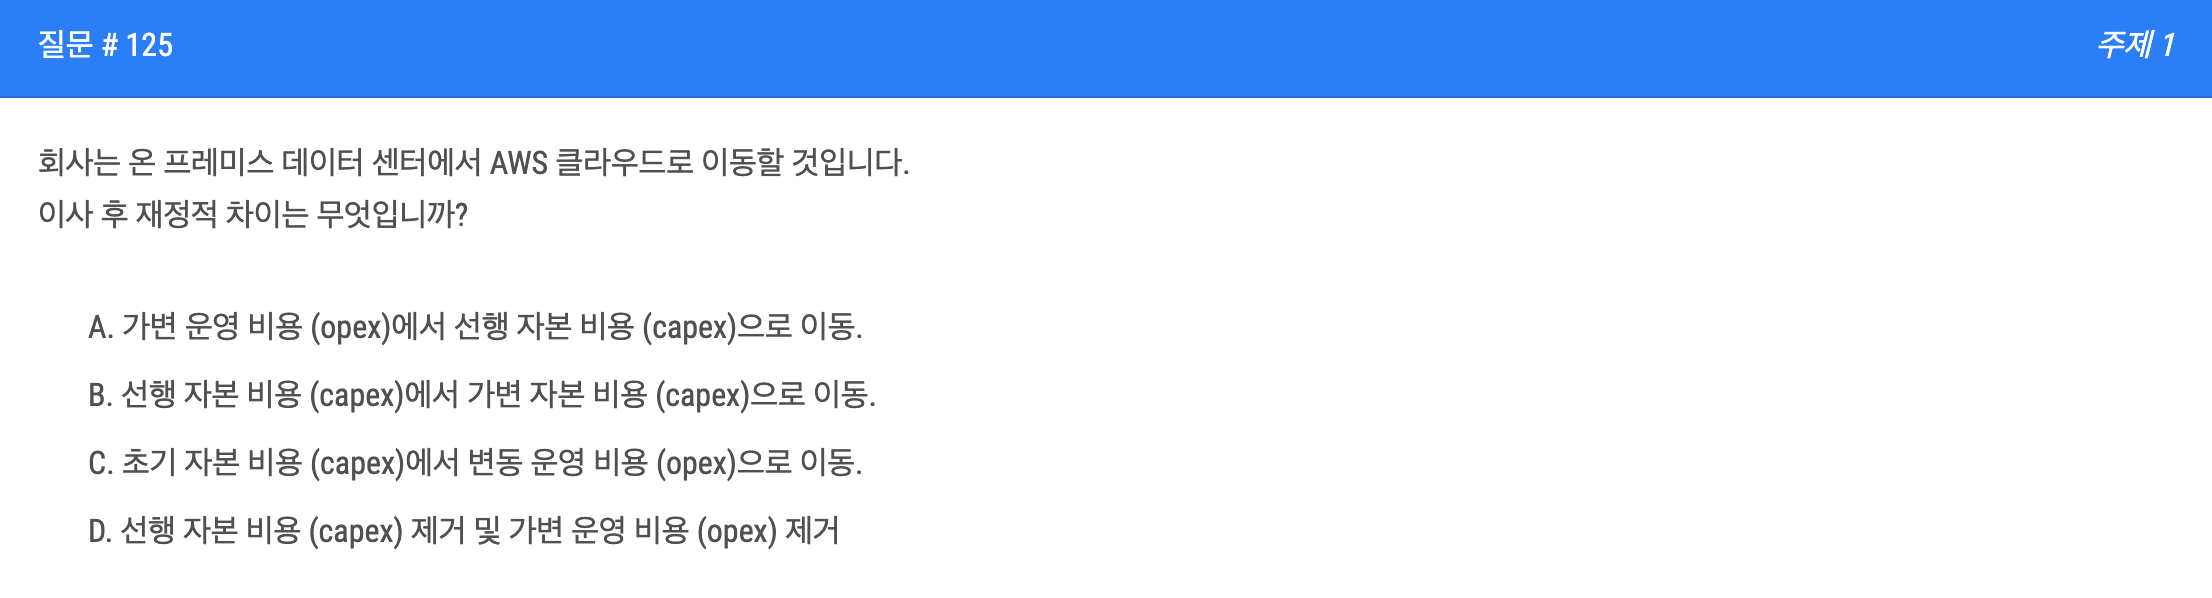 질문 # 125
주제 1
회사는 온 프레미스 데이터 센터에서 AWS 클라우드로 이동할 것입니다.
이사 후 재정적 차이는 무엇입니까?
A. 가변 운영 비용 (opex)에서 선행 자본 비용 (capex)으로 이동.
B. 선행 자본 비용 (capex)에서 가변 자본 비용 (capex)으로 이동.
C. 초기 자본 비용 (capex)에서 변동 운영 비용 (opex)으로 이동.
D. 선행 자본 비용 (capex) 제거 및 가변 운영 비용 (opex) 제거